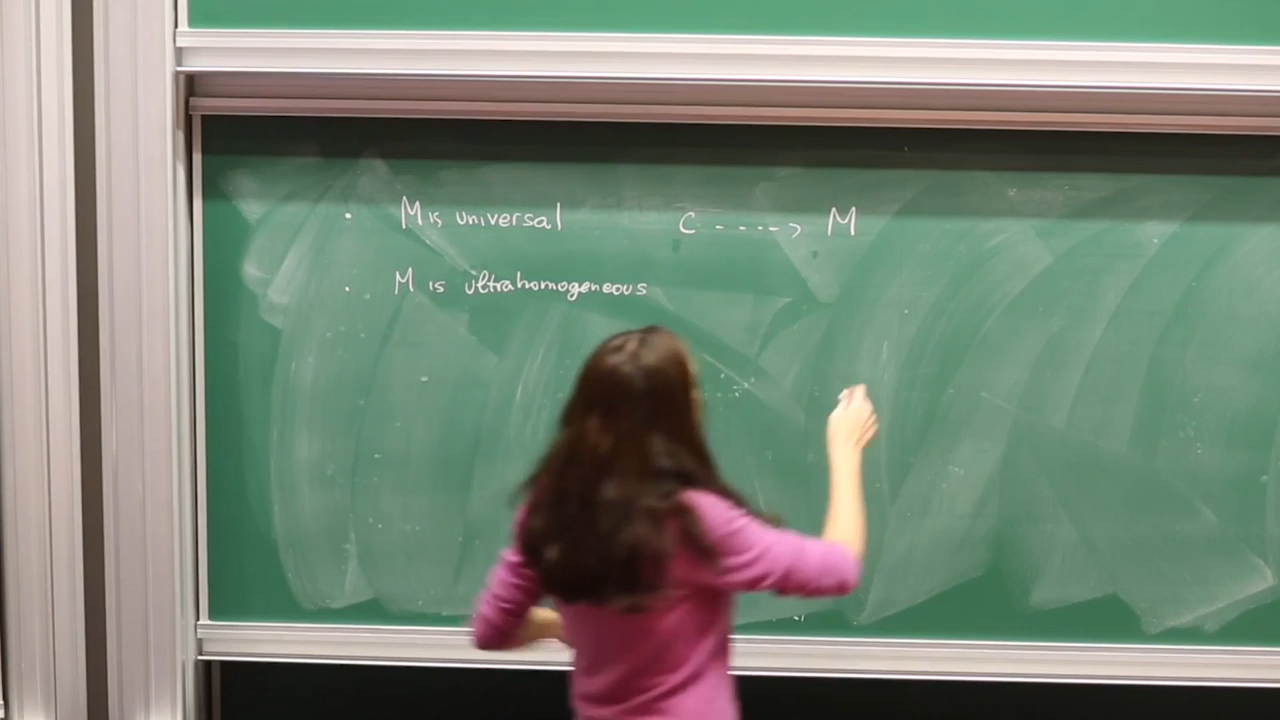 • M is universal C ----> M
• M is ultrahomogeneous